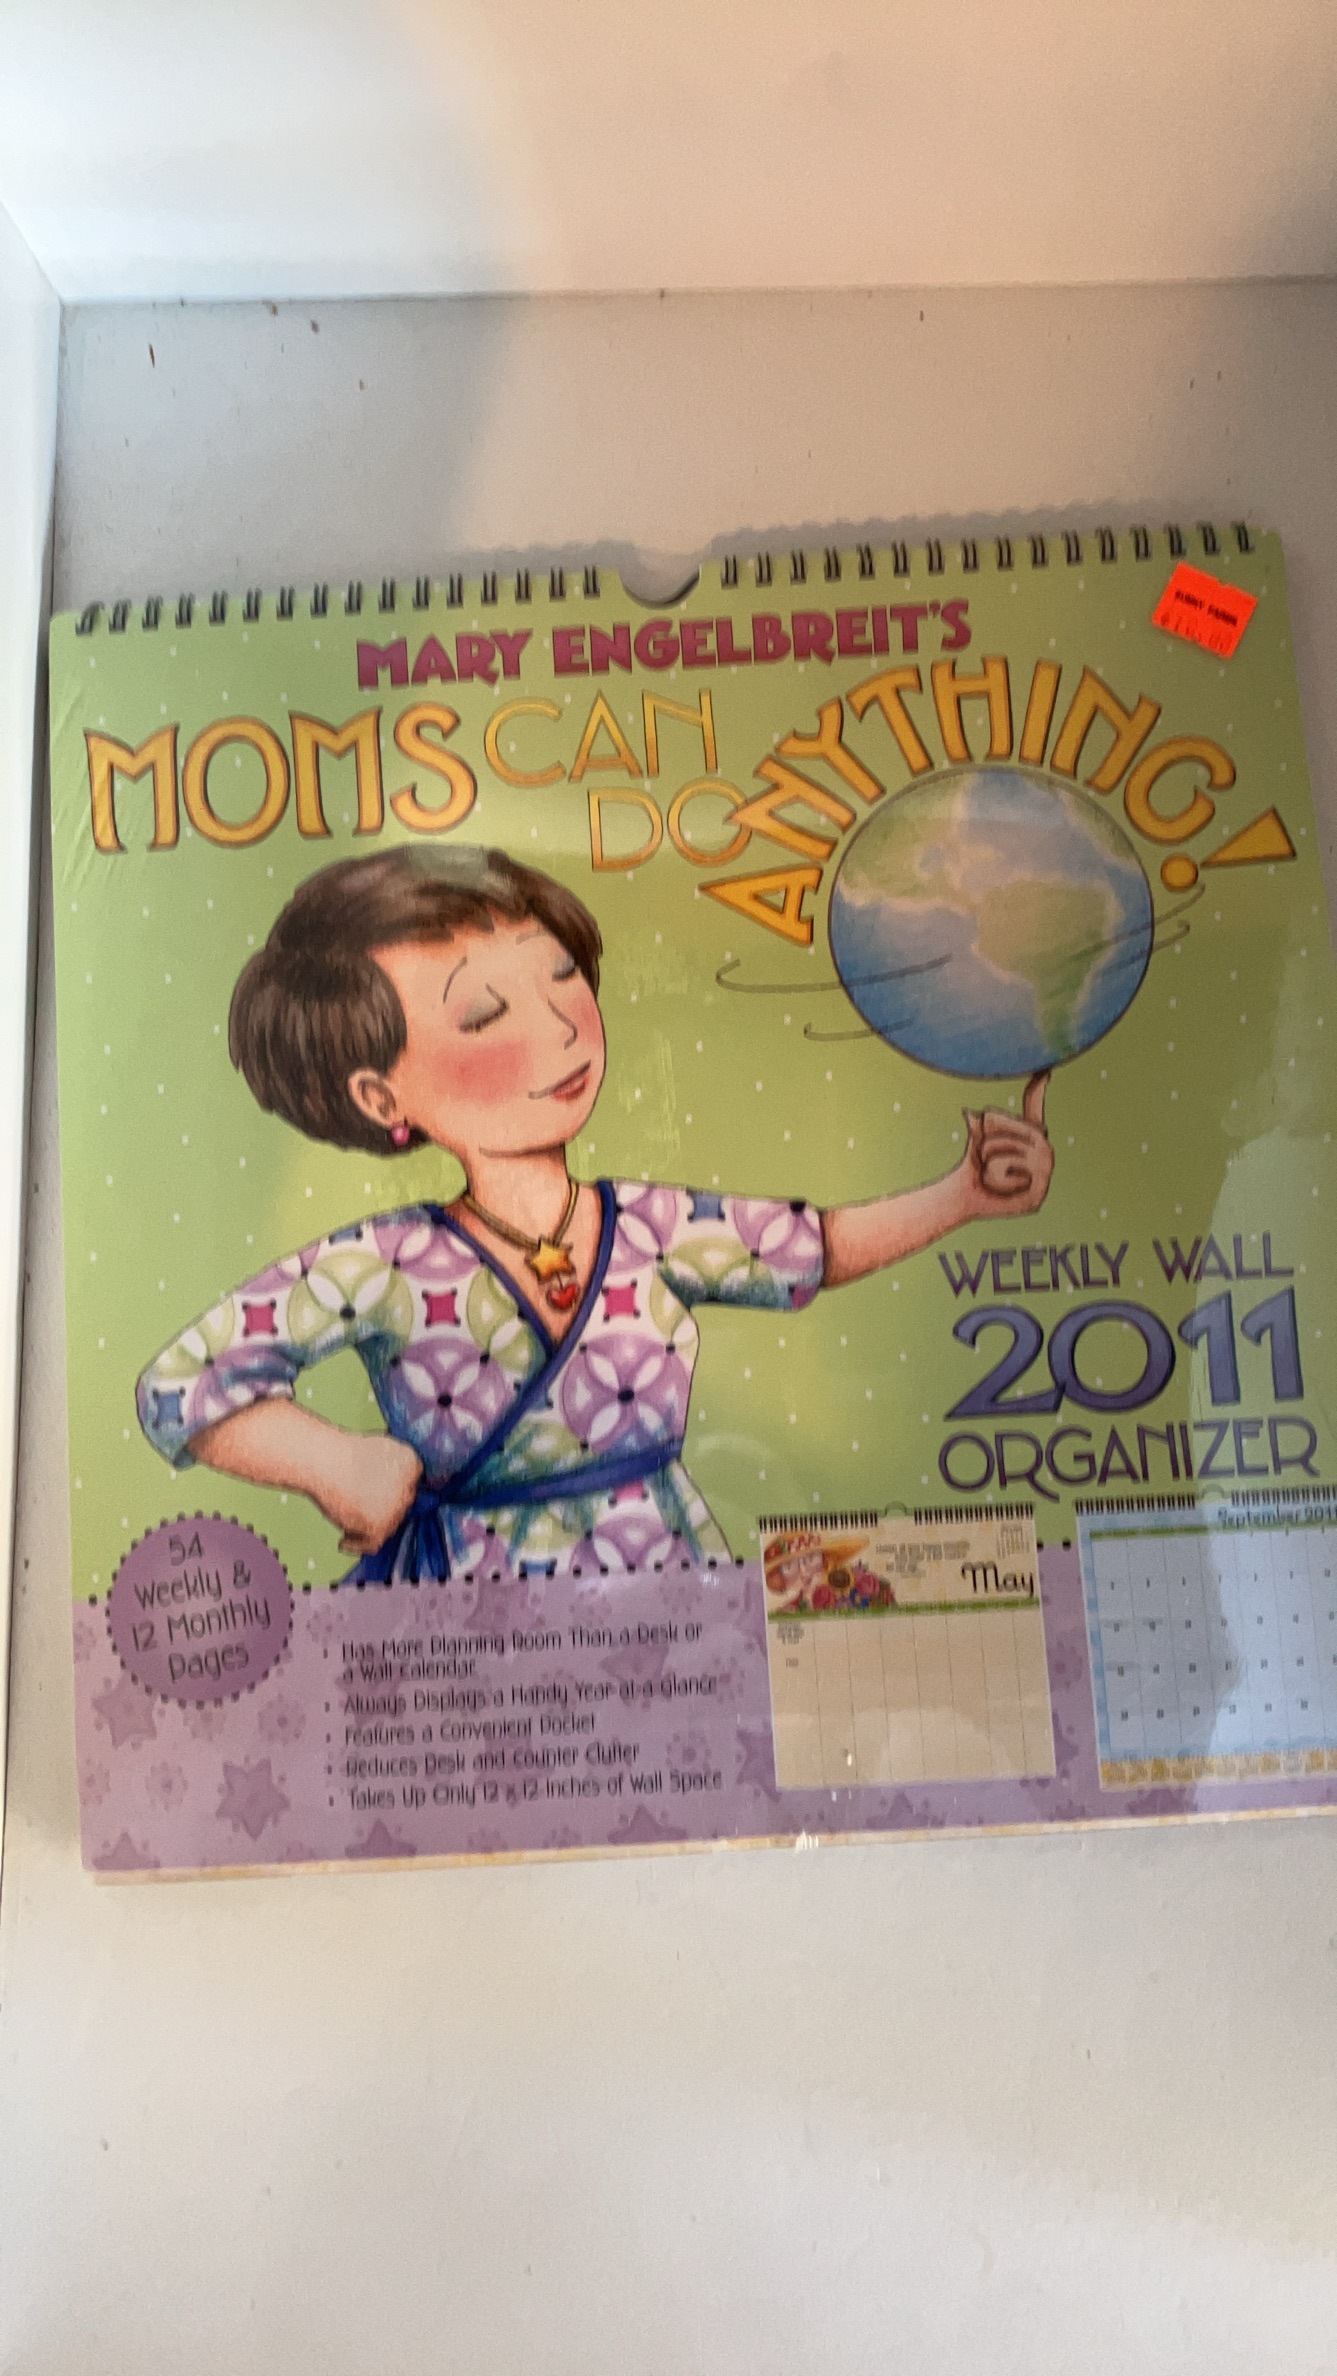 MARY ENGELBREIT'S
MOMS CAN
DO ANYTHING!
WEEKLY WALL
2011
ORGANIZER
54
Weekly &
12 Monthly
Pages
• Has More Planning Room Than a Desk or
a Wall Calendar
• Always Displays a Handy Year-at-a-Glance
• Features a Convenient Pocket
• Reduces Desk and Counter Clutter
• Takes Up Only 12 x 12 Inches of Wall Space
May
September 201